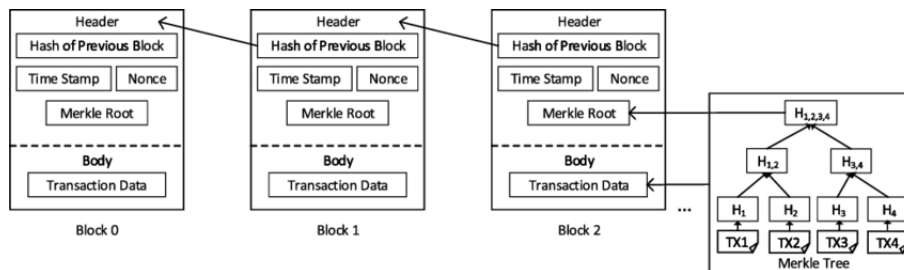 Header
Hash of Previous Block
Time Stamp
Nonce
Merkle Root
Body
Transaction Data
Block 0
Header
Hash of Previous Block
Time Stamp
Nonce
Merkle Root
Body
Transaction Data
Block 1
Header
Hash of Previous Block
Time Stamp
Nonce
Merkle Root
Body
Transaction Data
Block 2
...
H1,2,3,4
H1,2
H3,4
H1
H2
H3
H4
TX1
TX2
TX3
TX4
Merkle Tree